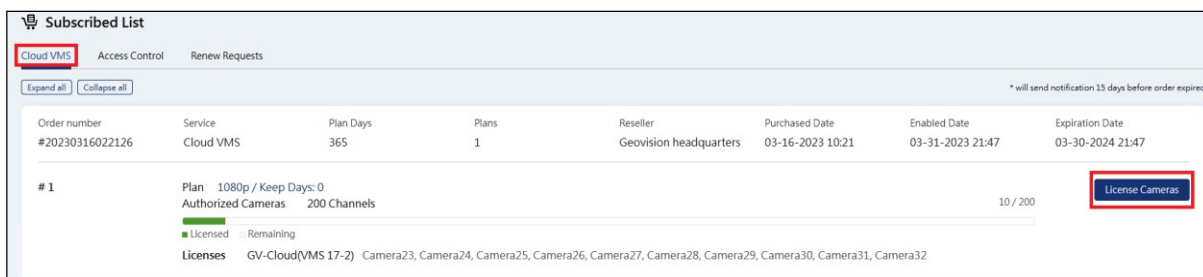 Subscribed List
Cloud VMS Access Control Renew Requests
Expand all Collapse all * will send notification 15 days before order expired
Order number Service Plan Days Plans Reseller Purchased Date Enabled Date Expiration Date
#20230316022126 Cloud VMS 365 1 Geovision headquarters 03-16-2023 10:21 03-31-2023 21:47 03-30-2024 21:47
# 1 Plan 1080p / Keep Days: 0 License Cameras
Authorized Cameras 200 Channels 10 / 200
Licensed Remaining
Licenses GV-Cloud(VMS 17-2) Camera23, Camera24, Camera25, Camera26, Camera27, Camera28, Camera29, Camera30, Camera31, Camera32